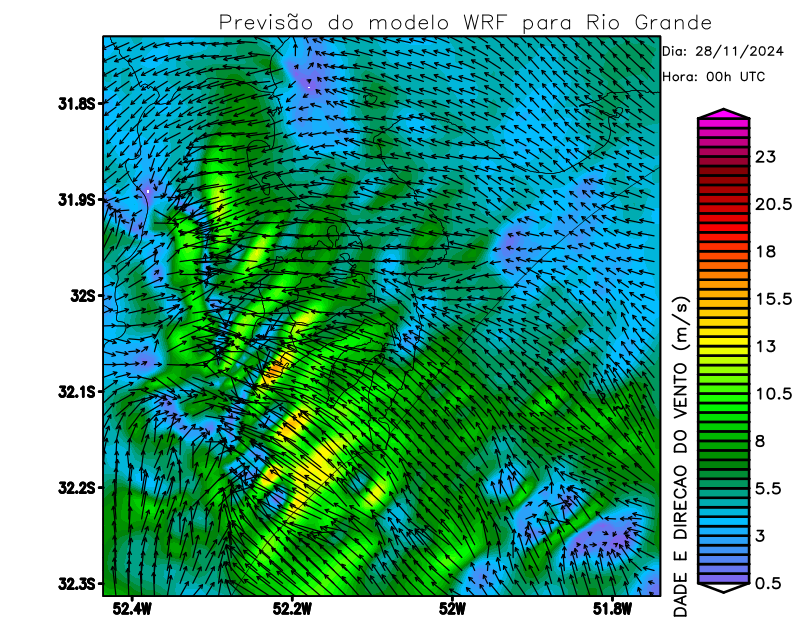 Previsão do modelo WRF para Rio Grande
Dia: 28/11/2024
Hora: 00h UTC
31.8S
31.9S
32S
32.1S
32.2S
32.3S
52.4W
52.2W
52W
51.8W
23
20.5
18
15.5
13
10.5
8
5.5
3
0.5
DADE E DIRECAO DO VENTO (m/s)